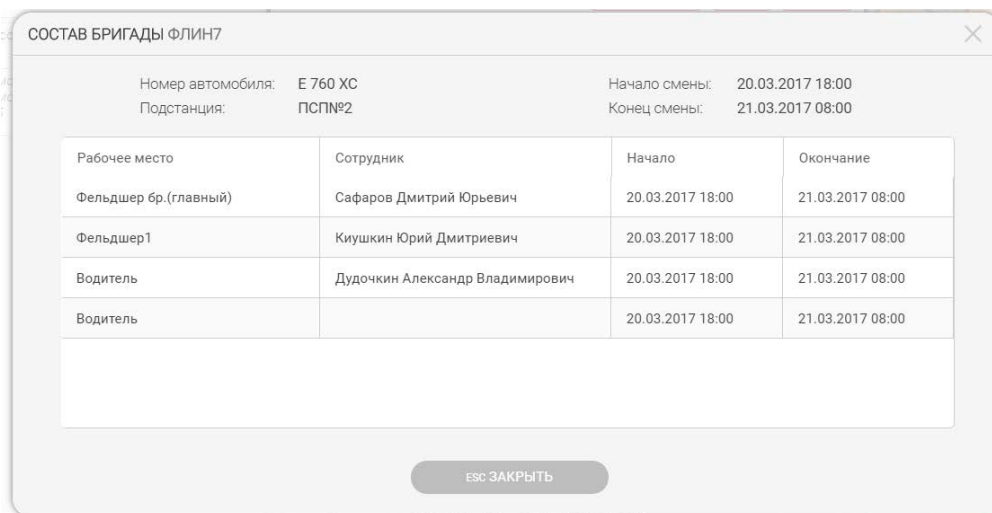 СОСТАВ БРИГАДЫ ФЛИН7
Номер автомобиля: Е 760 ХС Начало смены: 20.03.2017 18:00
Подстанция: ПСП№2 Конец смены: 21.03.2017 08:00
Рабочее место Сотрудник Начало Окончание
Фельдшер бр.(главный) Сафаров Дмитрий Юрьевич 20.03.2017 18:00 21.03.2017 08:00
Фельдшер1 Киушкин Юрий Дмитриевич 20.03.2017 18:00 21.03.2017 08:00
Водитель Дудочкин Александр Владимирович 20.03.2017 18:00 21.03.2017 08:00
Водитель 20.03.2017 18:00 21.03.2017 08:00
ESC ЗАКРЫТЬ